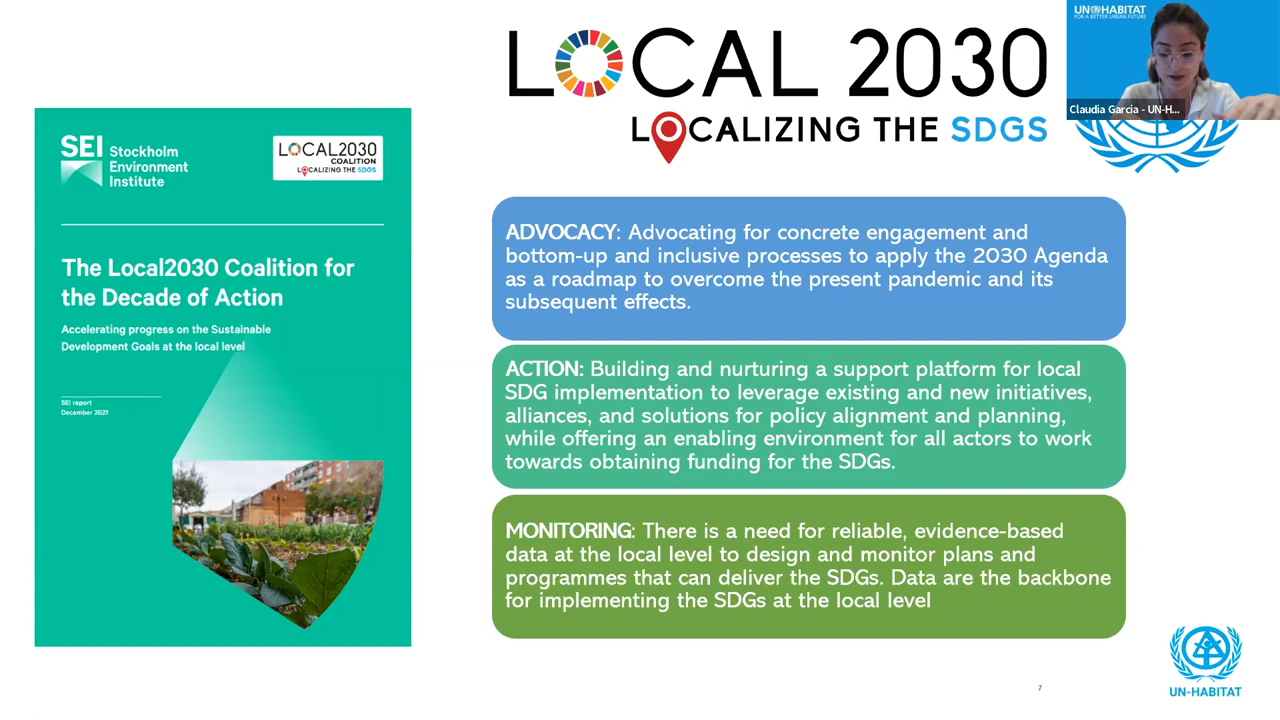 LOCAL 2030
LOCALIZING THE SDGS
UN HABITAT
FOR A BETTER URBAN FUTURE
Claudia Garcia - UN-H...
SEI Stockholm
Environment
Institute
LOCAL2030
COALITION
LOCALIZING THE SDGS
The Local2030 Coalition for
the Decade of Action
Accelerating progress on the Sustainable
Development Goals at the local level
SEI report
December 2021
ADVOCACY: Advocating for concrete engagement and
bottom-up and inclusive processes to apply the 2030 Agenda
as a roadmap to overcome the present pandemic and its
subsequent effects.
ACTION: Building and nurturing a support platform for local
SDG implementation to leverage existing and new initiatives,
alliances, and solutions for policy alignment and planning,
while offering an enabling environment for all actors to work
towards obtaining funding for the SDGs.
MONITORING: There is a need for reliable, evidence-based
data at the local level to design and monitor plans and
programmes that can deliver the SDGs. Data are the backbone
for implementing the SDGs at the local level
7
UN-HABITAT